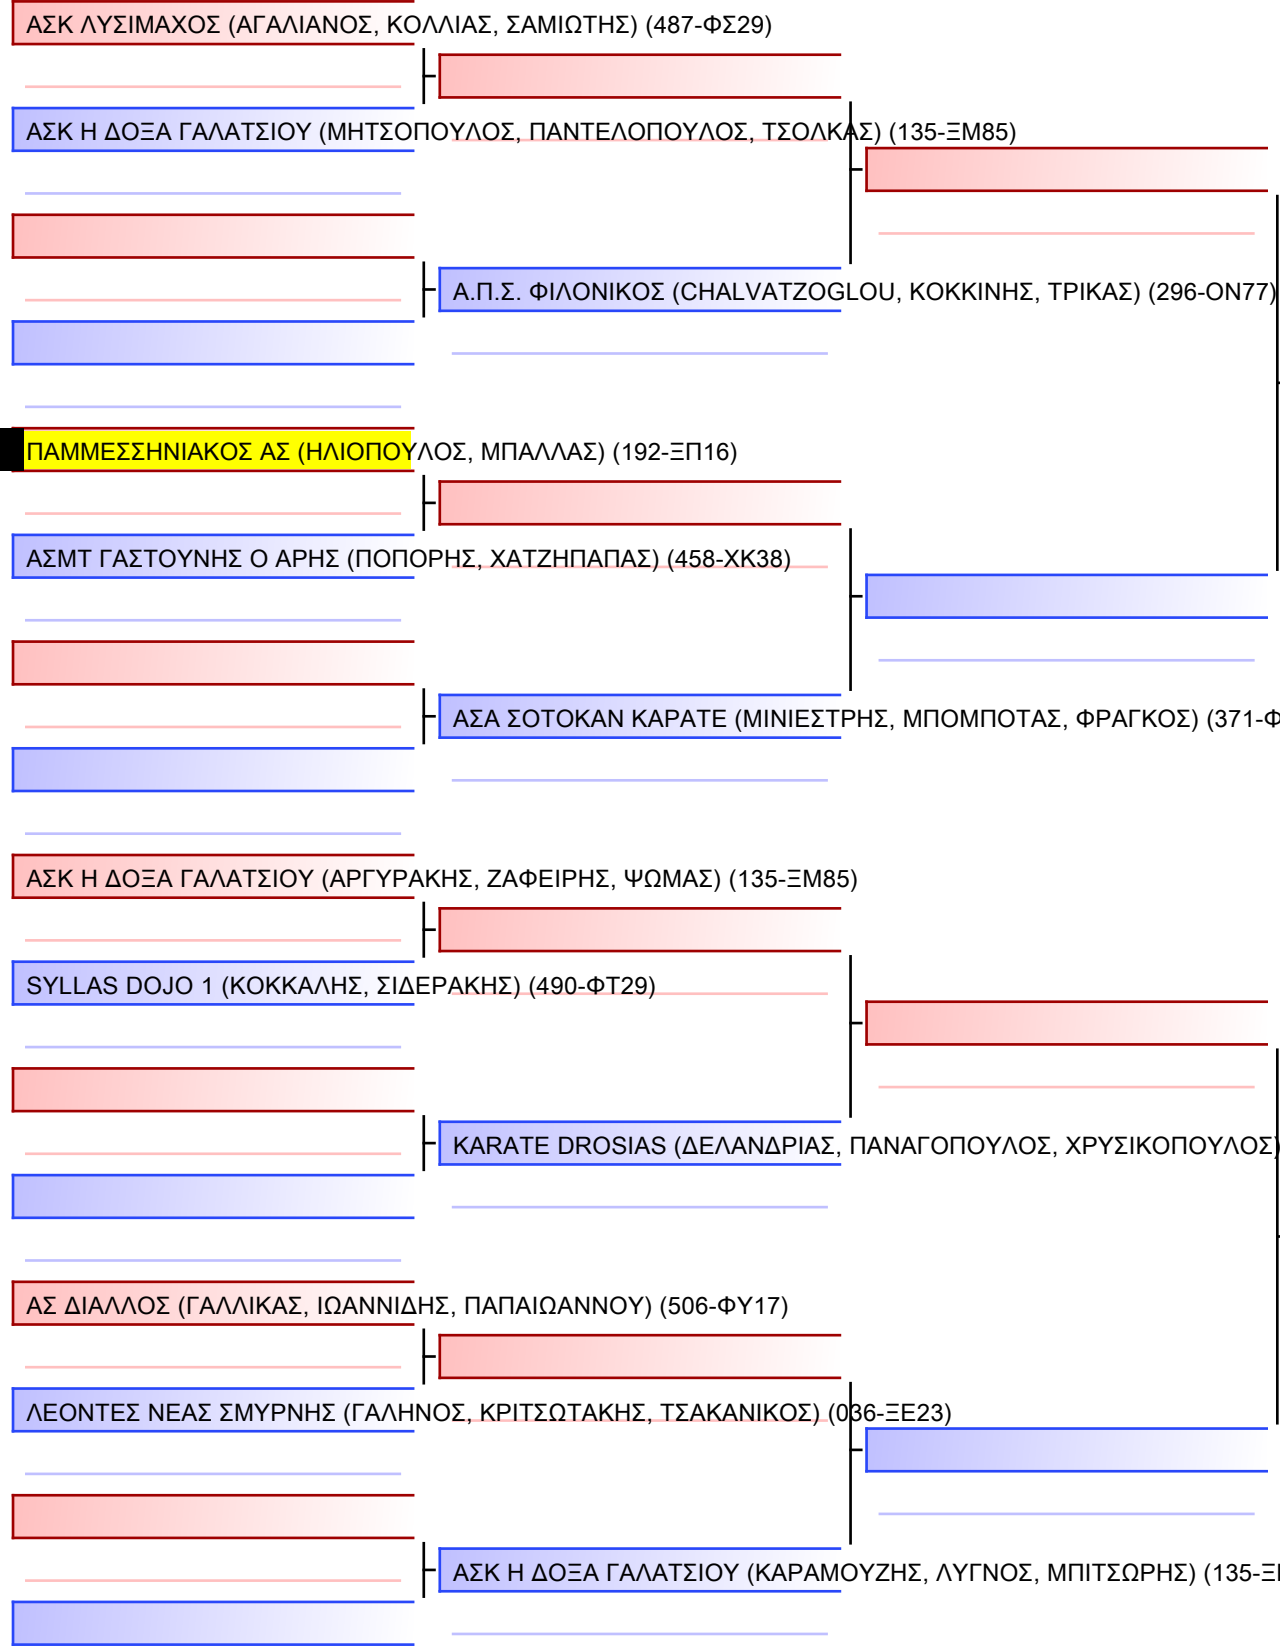 ΑΣΚ ΛΥΣΙΜΑΧΟΣ (ΑΓΑΛΙΑΝΟΣ, ΚΟΛΛΙΑΣ, ΣΑΜΙΩΤΗΣ) (487-ΦΣ29)
ΑΣΚ Η ΔΟΞΑ ΓΑΛΑΤΣΙΟΥ (ΜΗΤΣΟΠΟΥΛΟΣ, ΠΑΝΤΕΛΟΠΟΥΛΟΣ, ΤΣΟΛΚΑΣ) (135-ΞΜ85)
Α.Π.Σ. ΦΙΛΟΝΙΚΟΣ (CHALVATZOGLOU, ΚΟΚΚΙΝΗΣ, ΤΡΙΚΑΣ) (296-ΟΝ77)
ΠΑΜΜΕΣΣΗΝΙΑΚΟΣ ΑΣ (ΗΛΙΟΠΟΥΛΟΣ, ΜΠΑΛΛΑΣ) (192-ΞΠ16)
ΑΣΜΤ ΓΑΣΤΟΥΝΗΣ Ο ΑΡΗΣ (ΠΟΠΟΡΗΣ, ΧΑΤΖΗΠΑΠΑΣ) (458-ΧΚ38)
ΑΣΑ ΣΟΤΟΚΑΝ ΚΑΡΑΤΕ (ΜΙΝΙΕΣΤΡΗΣ, ΜΠΟΜΠΟΤΑΣ, ΦΡΑΓΚΟΣ) (371-Φ
ΑΣΚ Η ΔΟΞΑ ΓΑΛΑΤΣΙΟΥ (ΑΡΓΥΡΑΚΗΣ, ΖΑΦΕΙΡΗΣ, ΨΩΜΑΣ) (135-ΞΜ85)
SYLLAS DOJO 1 (ΚΟΚΚΑΛΗΣ, ΣΙΔΕΡΑΚΗΣ) (490-ΦΤ29)
KARATE DROSIAS (ΔΕΛΑΝΔΡΙΑΣ, ΠΑΝΑΓΟΠΟΥΛΟΣ, ΧΡΥΣΙΚΟΠΟΥΛΟΣ)
ΑΣ ΔΙΑΛΛΟΣ (ΓΑΛΛΙΚΑΣ, ΙΩΑΝΝΙΔΗΣ, ΠΑΠΑΙΩΑΝΝΟΥ) (506-ΦΥ17)
ΛΕΟΝΤΕΣ ΝΕΑΣ ΣΜΥΡΝΗΣ (ΓΑΛΗΝΟΣ, ΚΡΙΤΣΩΤΑΚΗΣ, ΤΣΑΚΑΝΙΚΟΣ) (036-ΞΕ23)
ΑΣΚ Η ΔΟΞΑ ΓΑΛΑΤΣΙΟΥ (ΚΑΡΑΜΟΥΖΗΣ, ΛΥΓΝΟΣ, ΜΠΙΤΣΩΡΗΣ) (135-Ξ